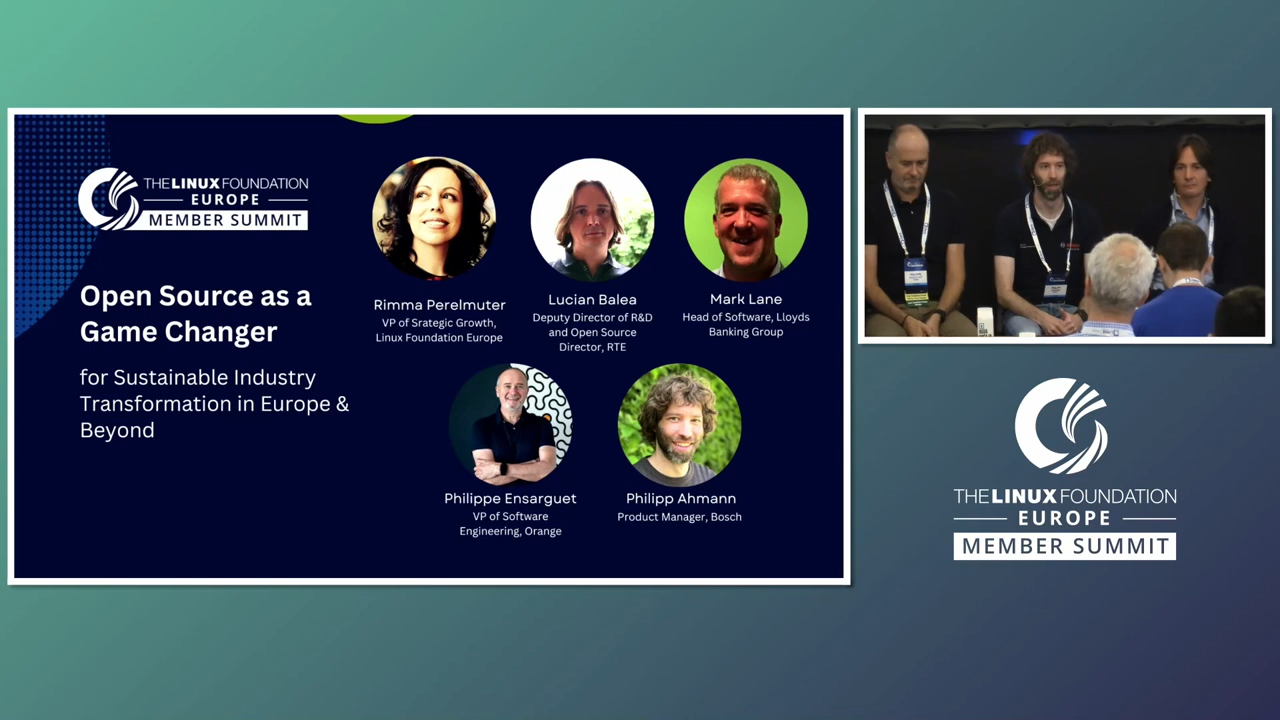 THE LINUX FOUNDATION
EUROPE
MEMBER SUMMIT
Open Source as a
Game Changer
for Sustainable Industry
Transformation in Europe &
Beyond
Rimma Perelmuter
VP of Srategic Growth,
Linux Foundation Europe
Lucian Balea
Deputy Director of R&D
and Open Source
Director, RTE
Mark Lane
Head of Software, Lloyds
Banking Group
Philippe Ensarguet
VP of Software
Engineering, Orange
Philipp Ahmann
Product Manager, Bosch
THE LINUX FOUNDATION
EUROPE
MEMBER SUMMIT